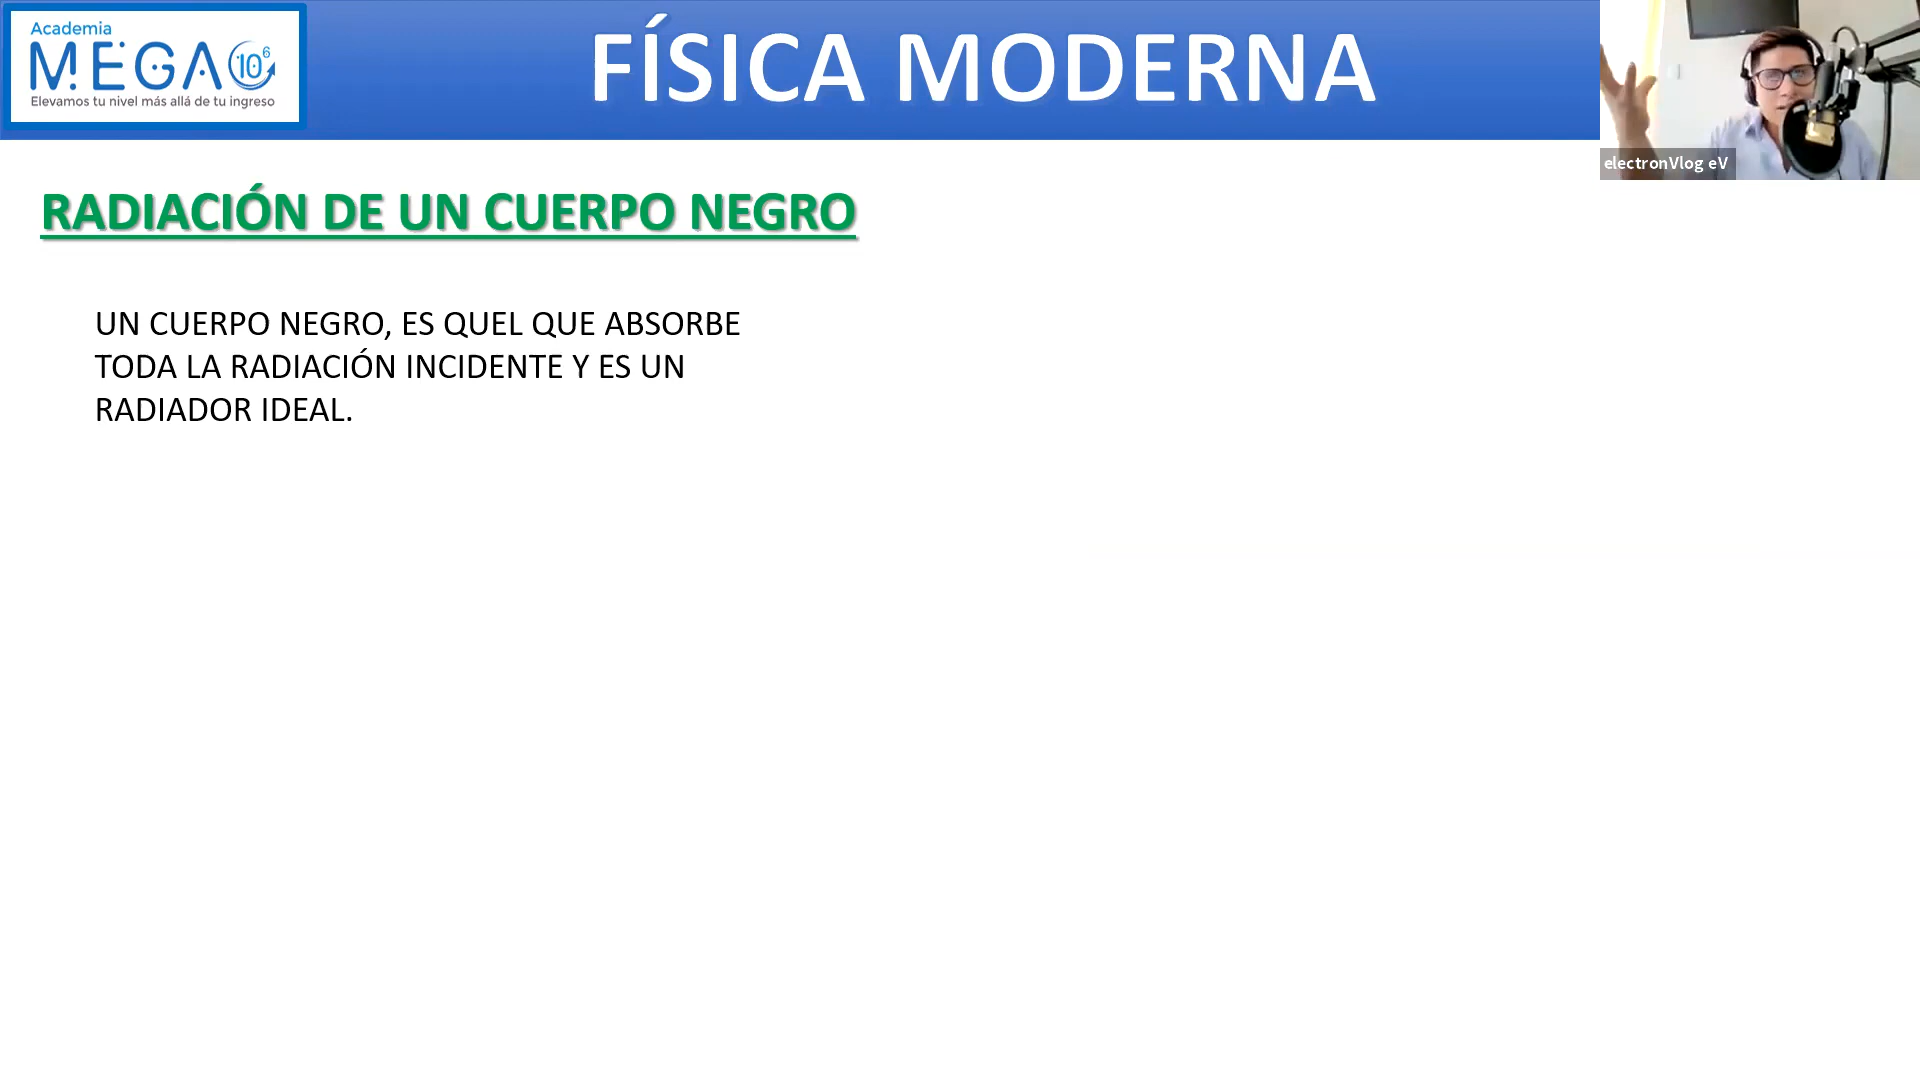 Academia
MEGA 10⁶
Elevamos tu nivel más allá de tu ingreso
FÍSICA MODERNA
electronVlog eV
RADIACIÓN DE UN CUERPO NEGRO
UN CUERPO NEGRO, ES QUEL QUE ABSORBE
TODA LA RADIACIÓN INCIDENTE Y ES UN
RADIADOR IDEAL.